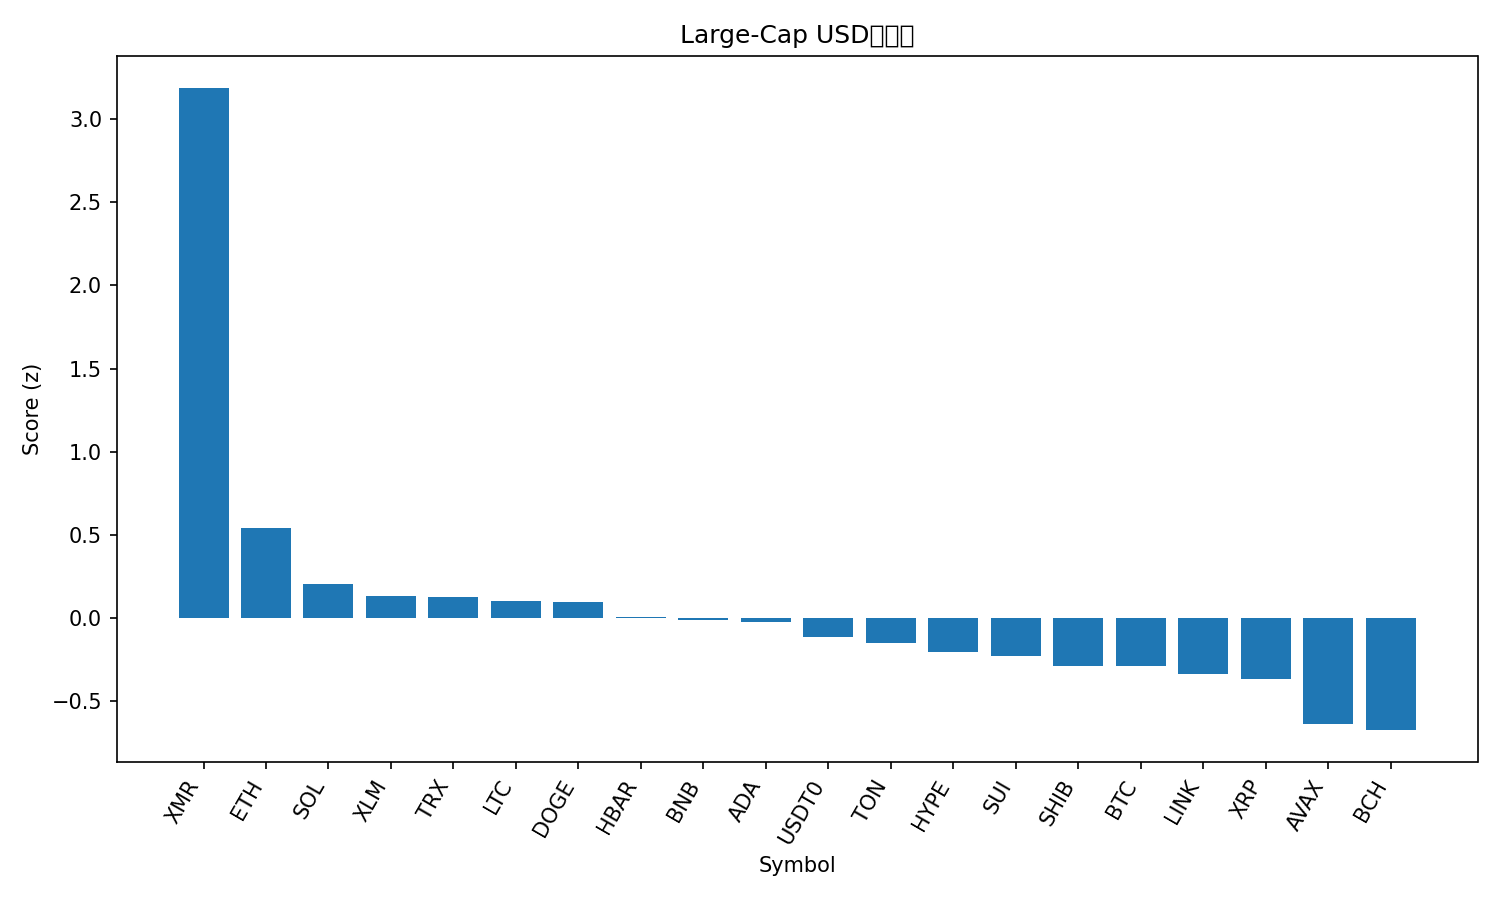 Large-Cap USD
Score (z)
3.0
2.5
2.0
1.5
1.0
0.5
0.0
−0.5
XMR
ETH
SOL
XLM
TRX
LTC
DOGE
HBAR
BNB
ADA
USDT0
TON
HYPE
SUI
SHIB
BTC
LINK
XRP
AVAX
BCH
Symbol